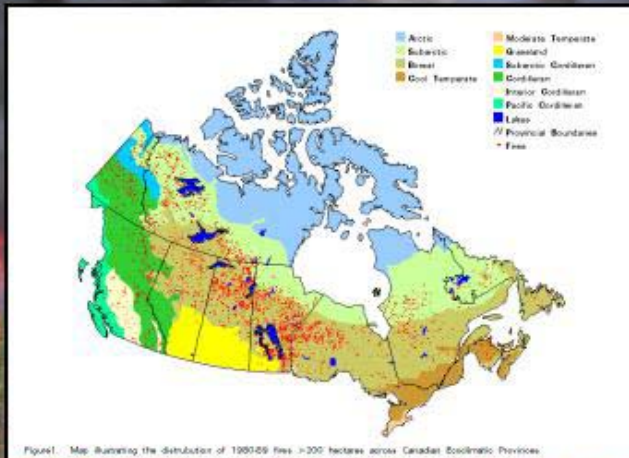 Arctic
Subarctic
Boreal
Cool Temperate
Moderate Temperate
Grassland
Subarctic Cordilleran
Cordilleran
Interior Cordilleran
Pacific Cordilleran
Lakes
Provincial Boundaries
Fires
Figure1. Map illustrating the distribution of 1980-89 fires >200 hectares across Canadian Ecoclimatic Provinces